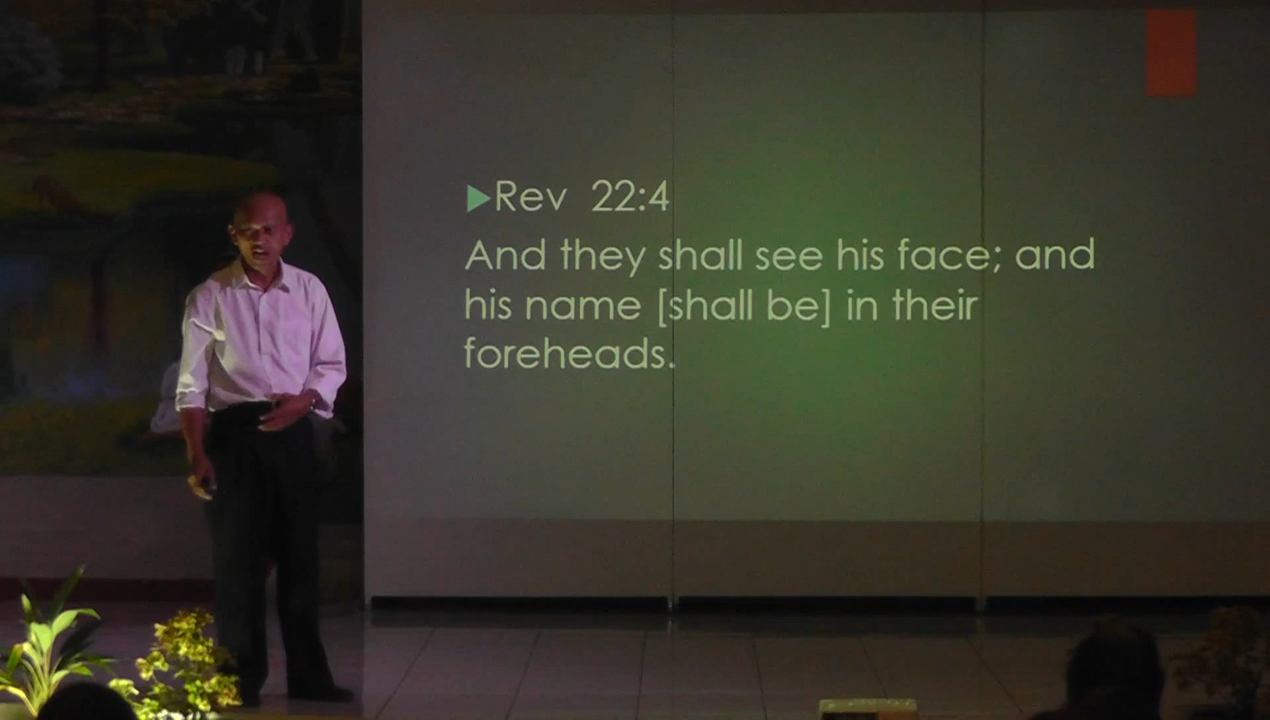 Rev 22:4
And they shall see his face; and
his name [shall be] in their
foreheads.